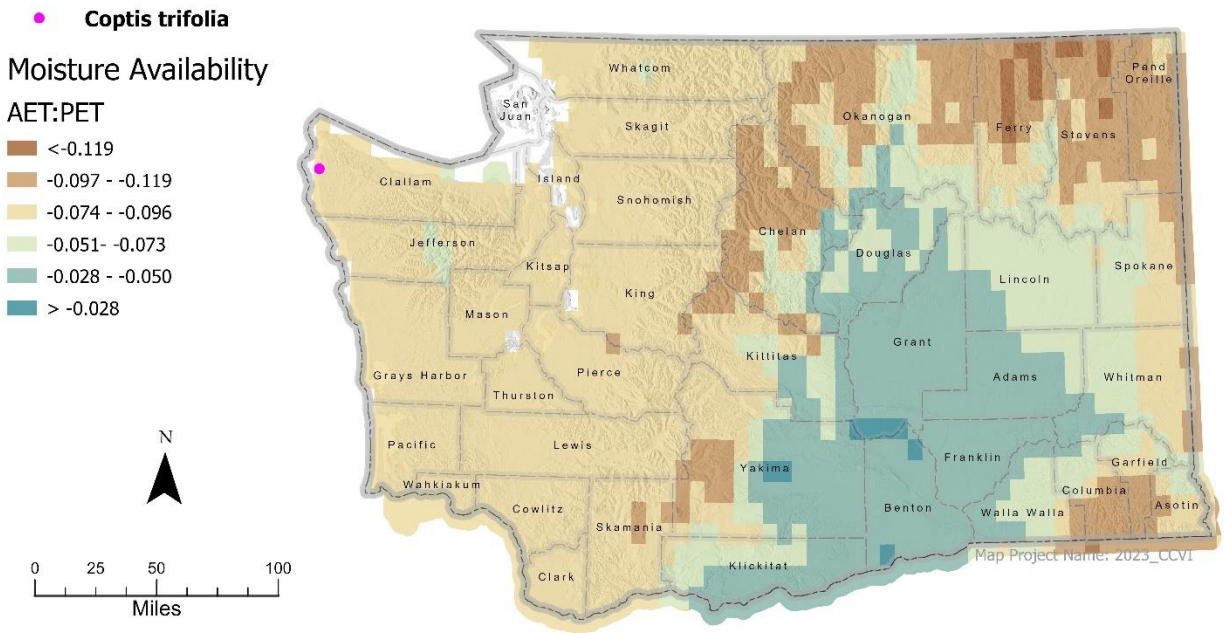 Coptis trifolia
Moisture Availability
AET:PET
<-0.119
-0.097 - -0.119
-0.074 - -0.096
-0.051- -0.073
-0.028 - -0.050
> -0.028
N
0 25 50 100
Miles
Whatcom
San
Juan
Skagit
Island
Clallam
Snohomish
Jefferson
Kitsap
King
Mason
Grays Harbor
Pierce
Thurston
Pacific
Lewis
Wahkiakum
Cowlitz
Skamania
Clark
Okanogan
Ferry
Stevens
Pand
Oreille
Chelan
Douglas
Lincoln
Spokane
Kittitas
Grant
Adams
Whitman
Yakima
Franklin
Garfield
Columbia
Benton
Walla Walla
Asotin
Klickitat
Map Project Name: 2023_CCVI